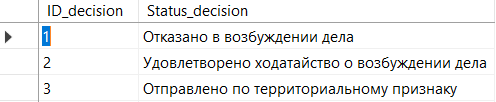 ID_decision Status_decision
1 Отказано в возбуждении дела
2 Удовлетворено ходатайство о возбуждении дела
3 Отправлено по территориальному признаку